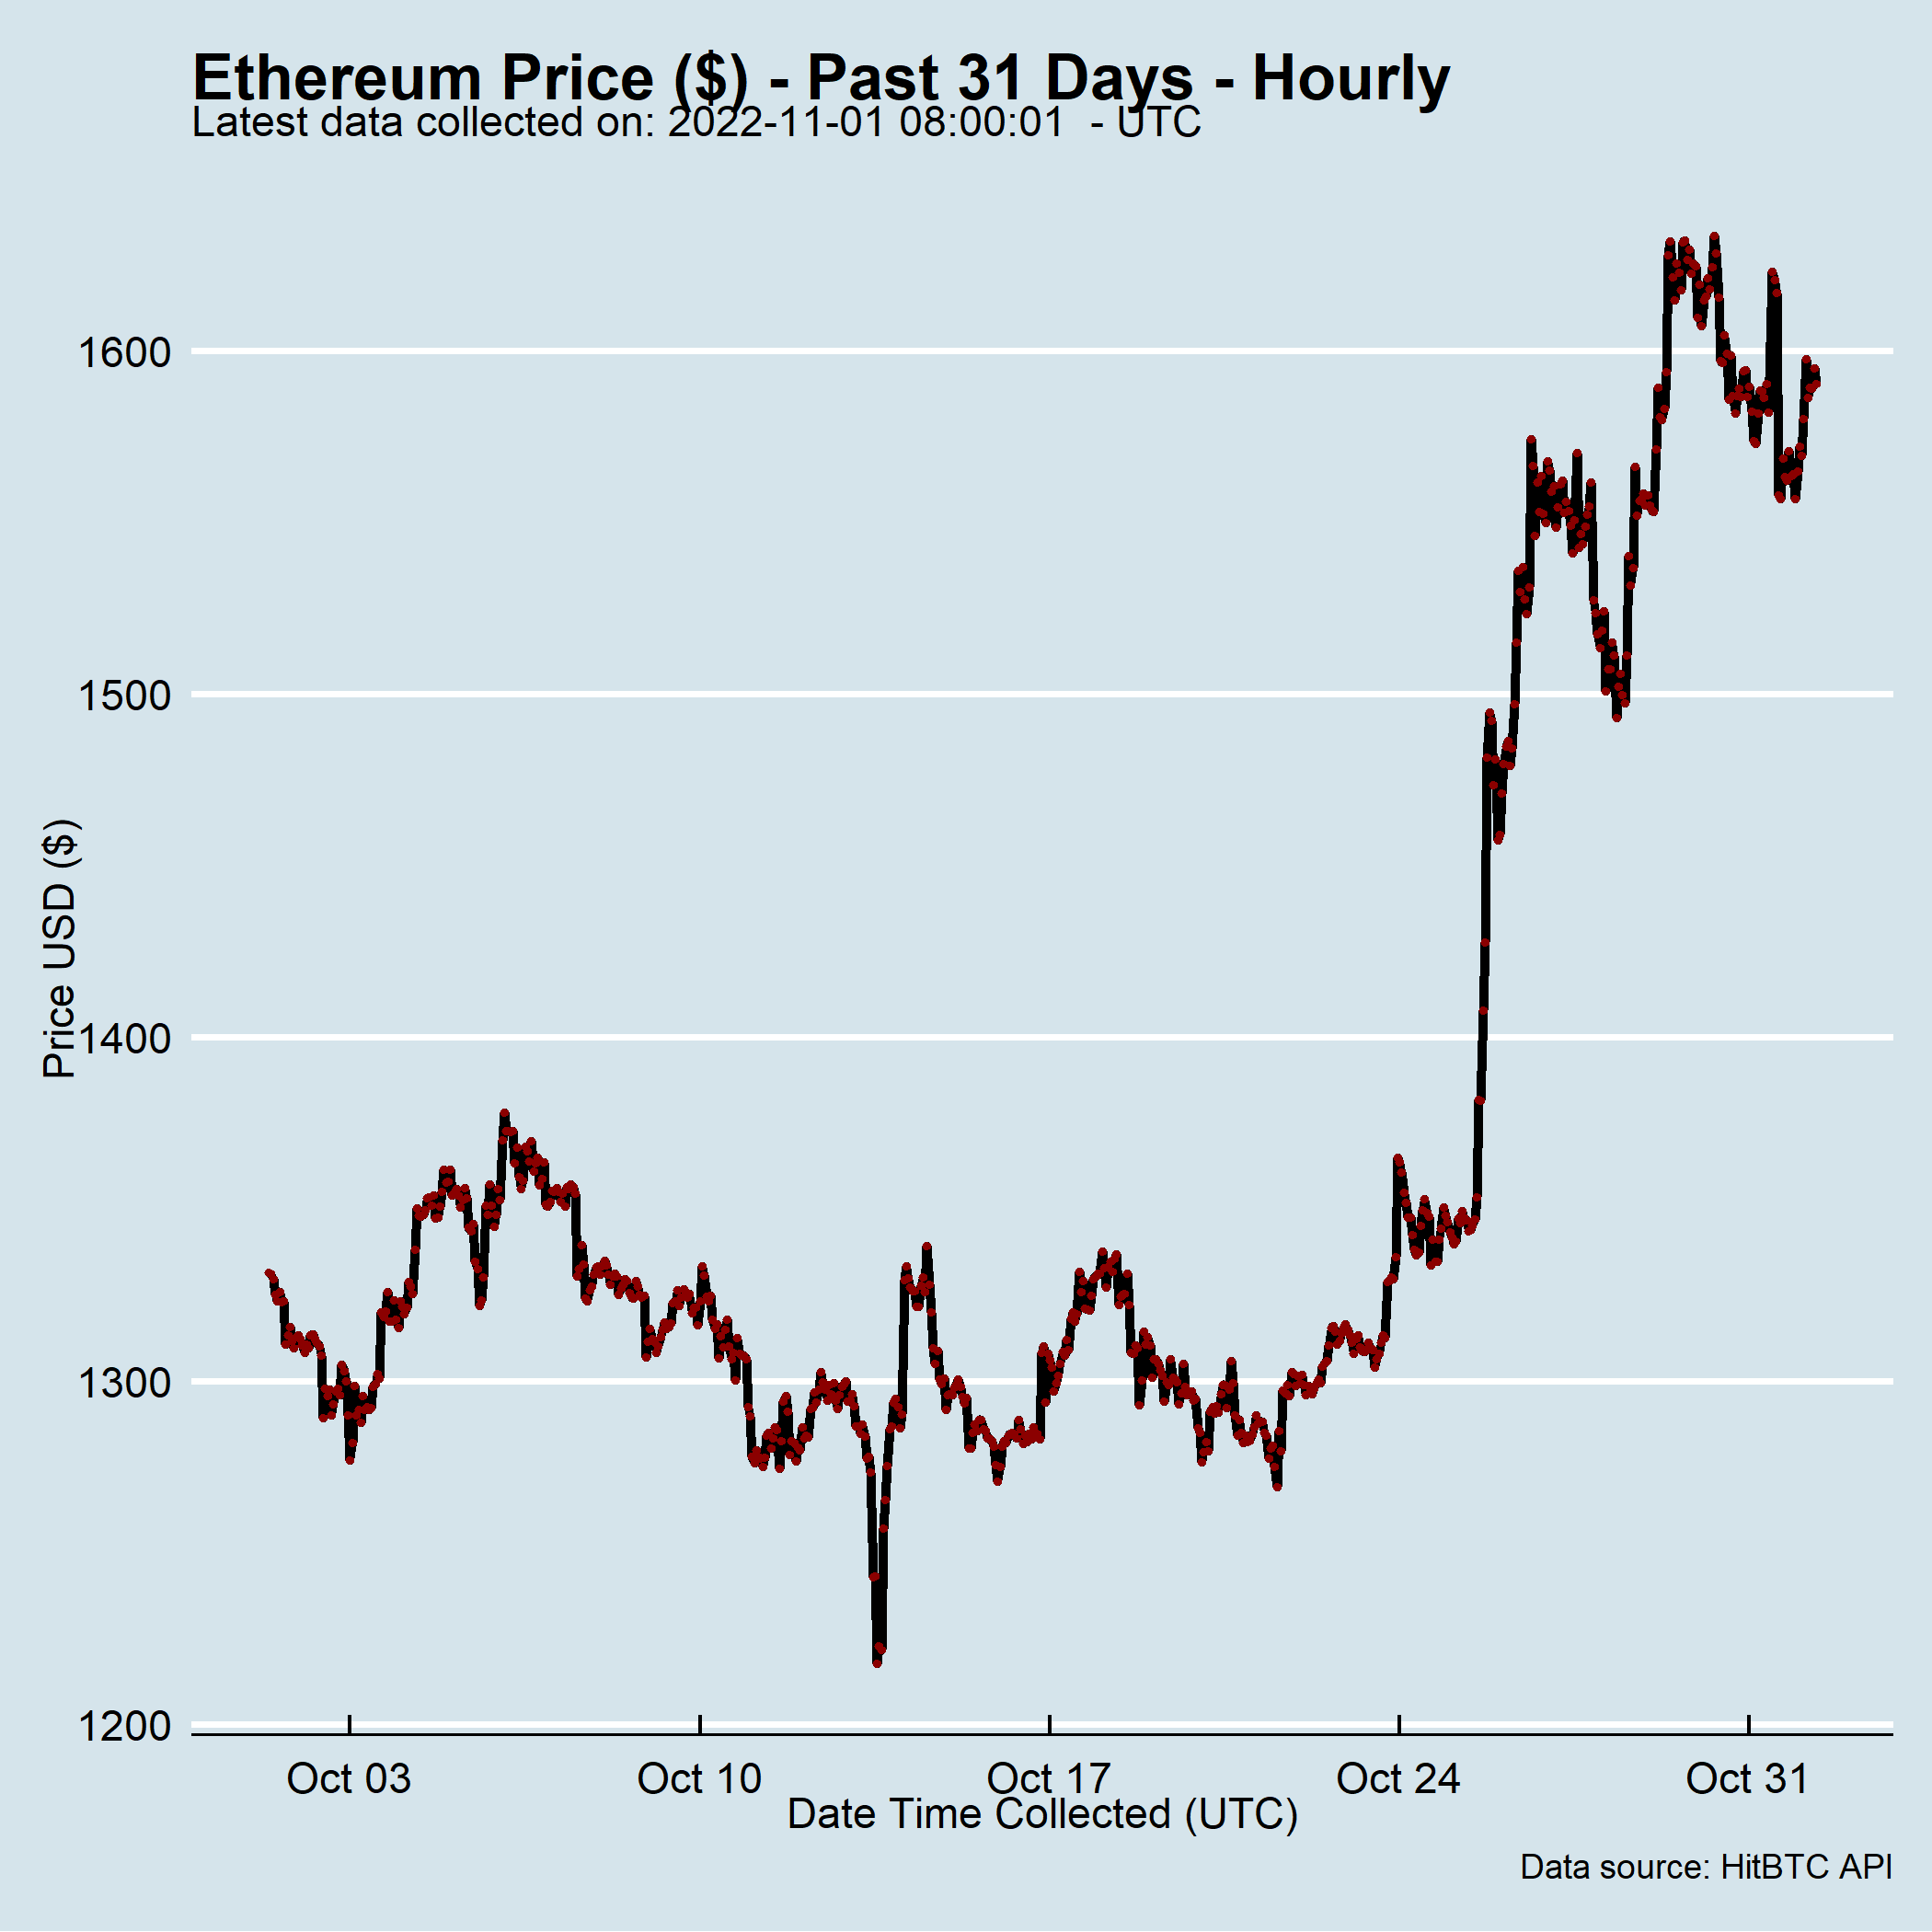 Ethereum Price ($) - Past 31 Days - Hourly
Latest data collected on: 2022-11-01 08:00:01  - UTC
Price USD ($)
1600
1500
1400
1300
1200
Oct 03 Oct 10 Oct 17 Oct 24 Oct 31
Date Time Collected (UTC)
Data source: HitBTC API